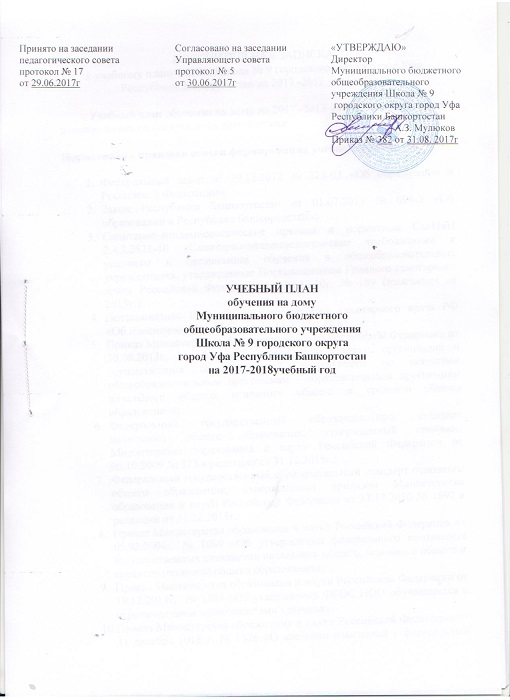 Принято на заседании
педагогического совета
протокол № 17
от 29.06.2017г
Согласовано на заседании
Управляющего совета
протокол № 5
от 30.06.2017г
«УТВЕРЖДАЮ»
Директор
Муниципального бюджетного
общеобразовательного
учреждения Школа № 9
городского округа город Уфа
Республики Башкортостан
А.З. Мулюков
Приказ № 382 от 31.08. 2017г
УЧЕБНЫЙ ПЛАН
обучения на дому
Муниципального бюджетного
общеобразовательного учреждения
Школа № 9 городского округа
город Уфа Республики Башкортостан
на 2017-2018учебный год